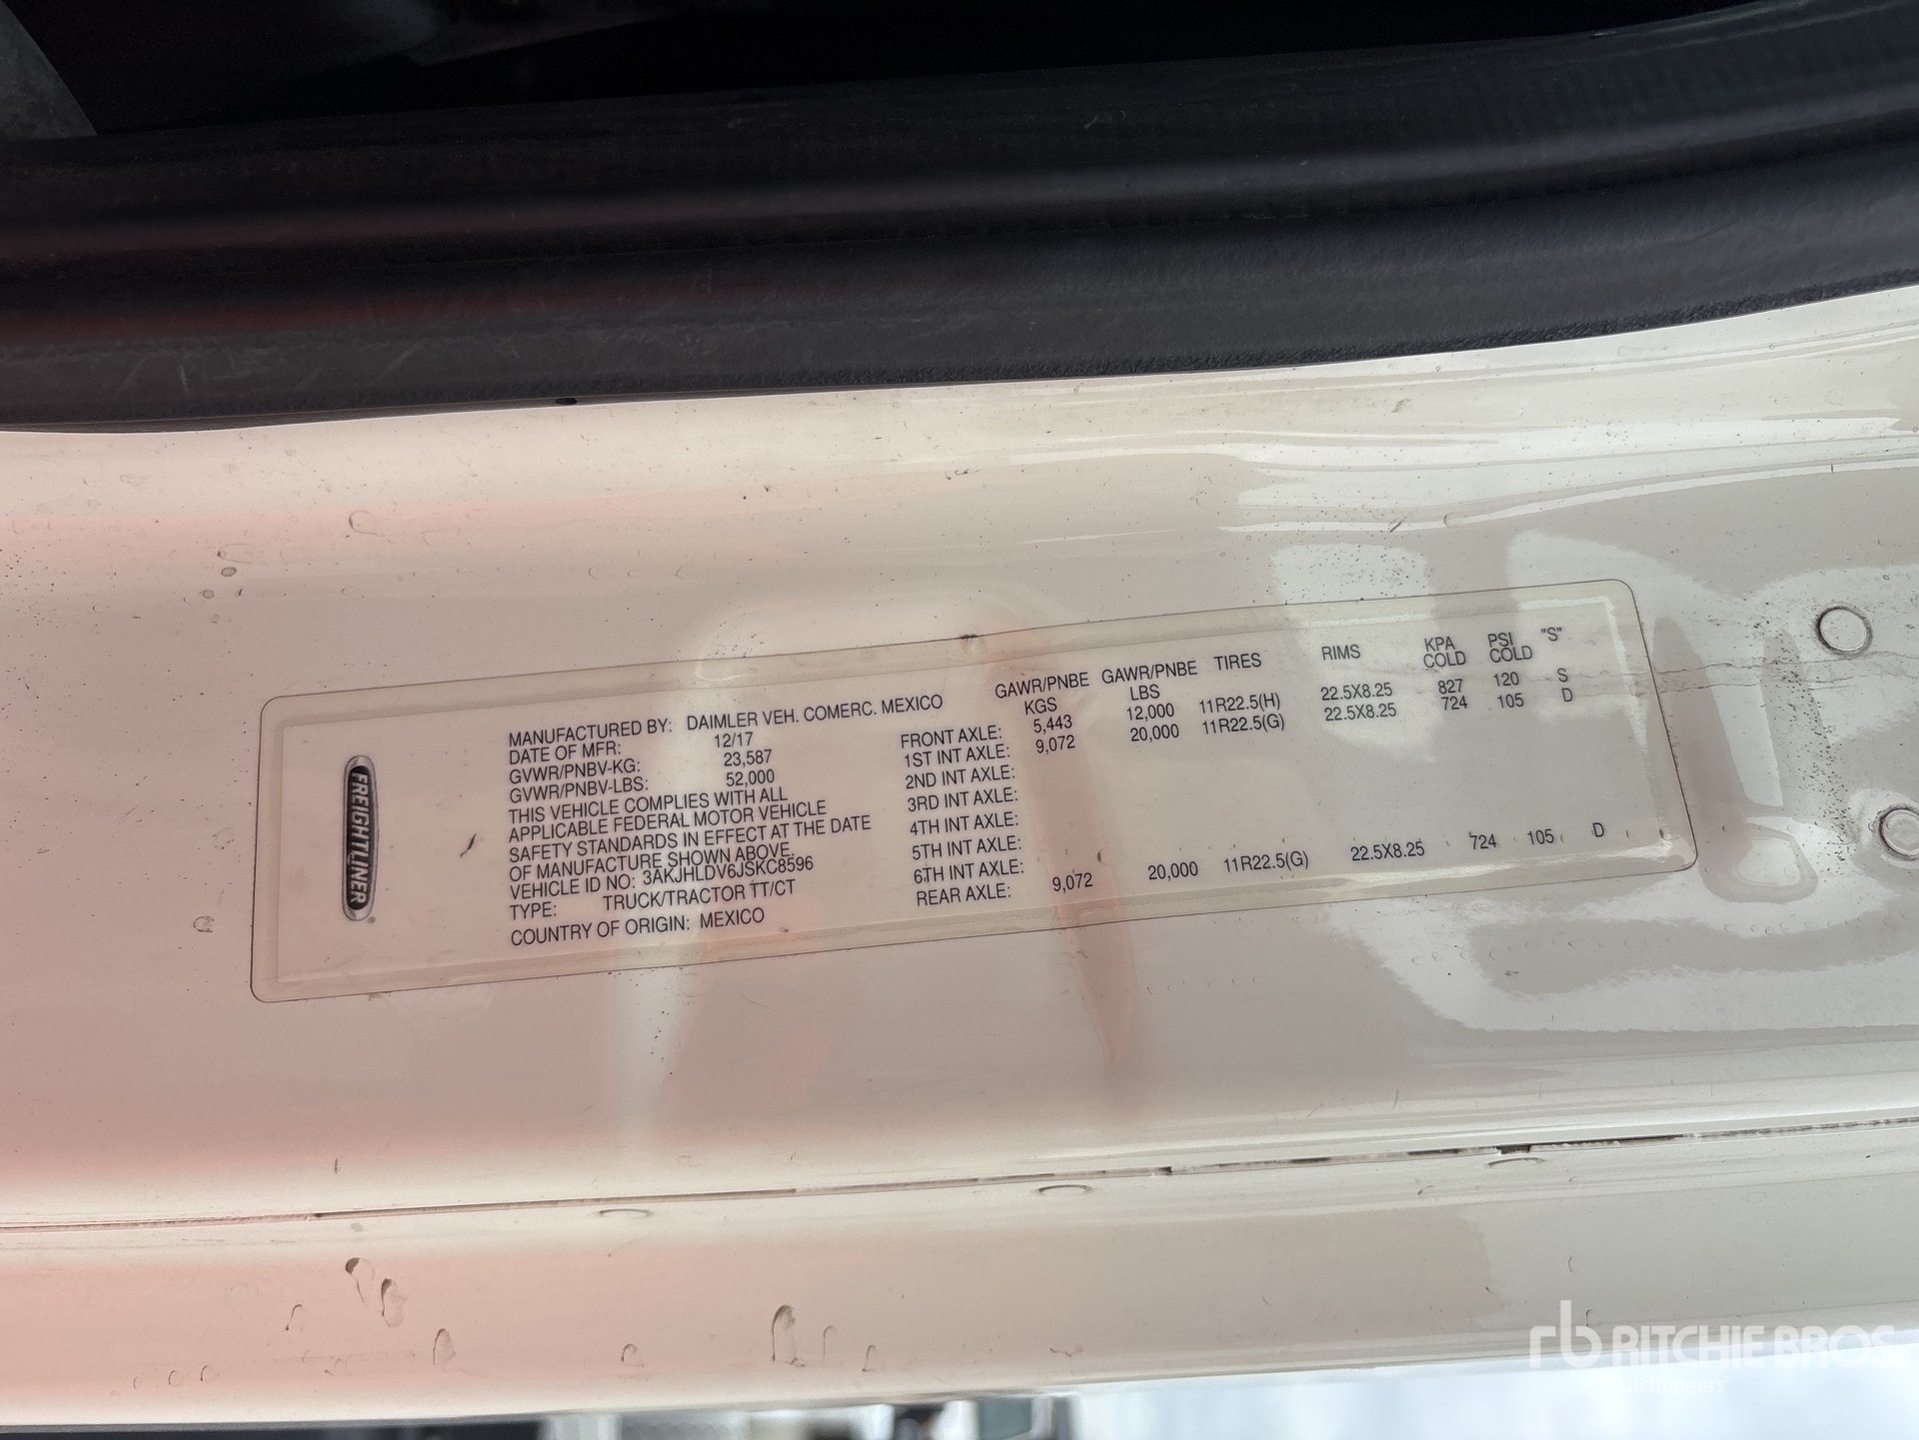 FREIGHTLINER
MANUFACTURED BY: DAIMLER VEH. COMERC. MEXICO
DATE OF MFR: 12/17
GVWR/PNBV-KG: 23,587
GVWR/PNBV-LBS: 52,000
THIS VEHICLE COMPLIES WITH ALL
APPLICABLE FEDERAL MOTOR VEHICLE
SAFETY STANDARDS IN EFFECT AT THE DATE
OF MANUFACTURE SHOWN ABOVE.
VEHICLE ID NO: 3AKJHLDV6JSKC8596
TYPE: TRUCK/TRACTOR TT/CT
COUNTRY OF ORIGIN: MEXICO
GAWR/PNBE GAWR/PNBE TIRES RIMS KPA PSI "S"
KGS LBS COLD COLD
FRONT AXLE: 5,443 12,000 11R22.5(H) 22.5X8.25 827 120 S
1ST INT AXLE: 9,072 20,000 11R22.5(G) 22.5X8.25 724 105 D
2ND INT AXLE:
3RD INT AXLE:
4TH INT AXLE:
5TH INT AXLE:
6TH INT AXLE:
REAR AXLE: 9,072 20,000 11R22.5(G) 22.5X8.25 724 105 D
rb RITCHIE BROS.
Auctioneers